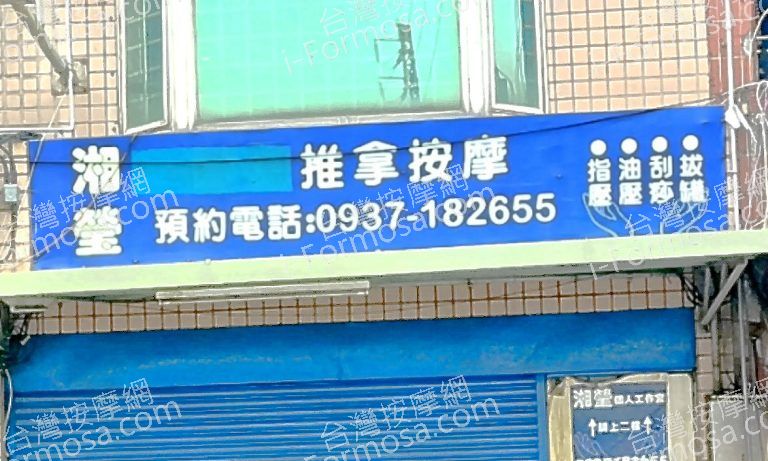 湘瑩
推拿按摩
預約電話:0937-182655
指壓
油壓
刮痧
拔罐
湘瑩個人工作室
↑請上二樓↑
台灣按摩網
i-Formosa.com